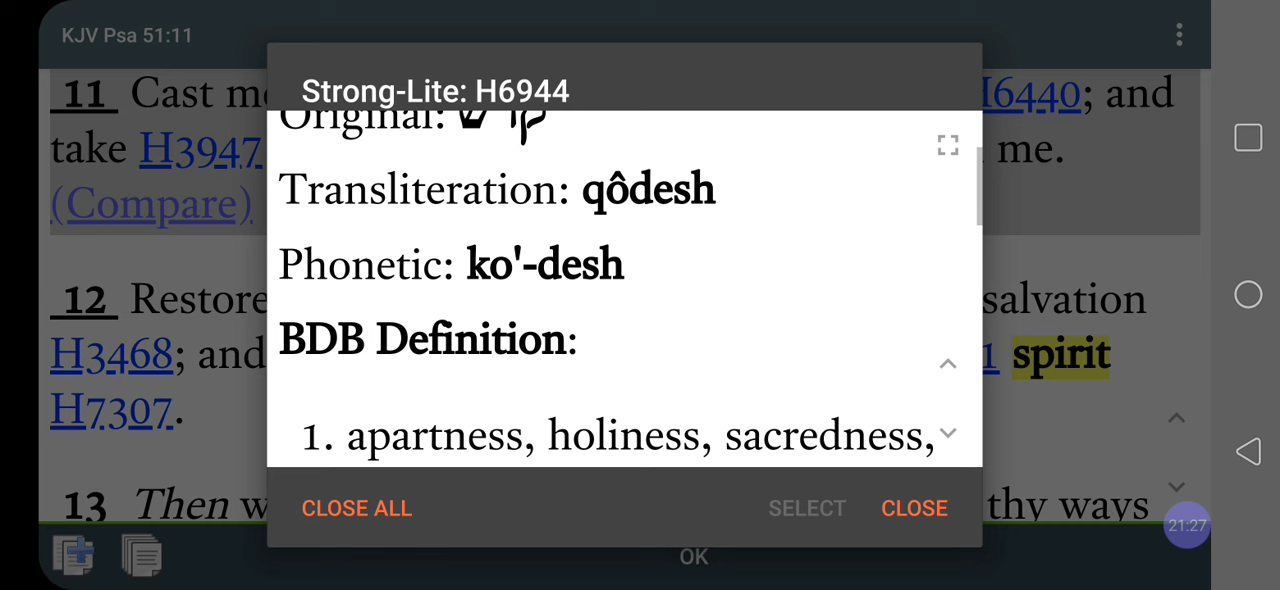 KJV Psa 51:11
Strong-Lite: H6944
11 Cast H6440; and
take H3947 me.
(Compare)
Original:
Transliteration: qôdesh
Phonetic: ko'-desh
BDB Definition:
1. apartness, holiness, sacredness,
12 Restore salvation
H3468; and 1 spirit
H7307.
13 Then thy ways
CLOSE ALL SELECT CLOSE
OK
21:27